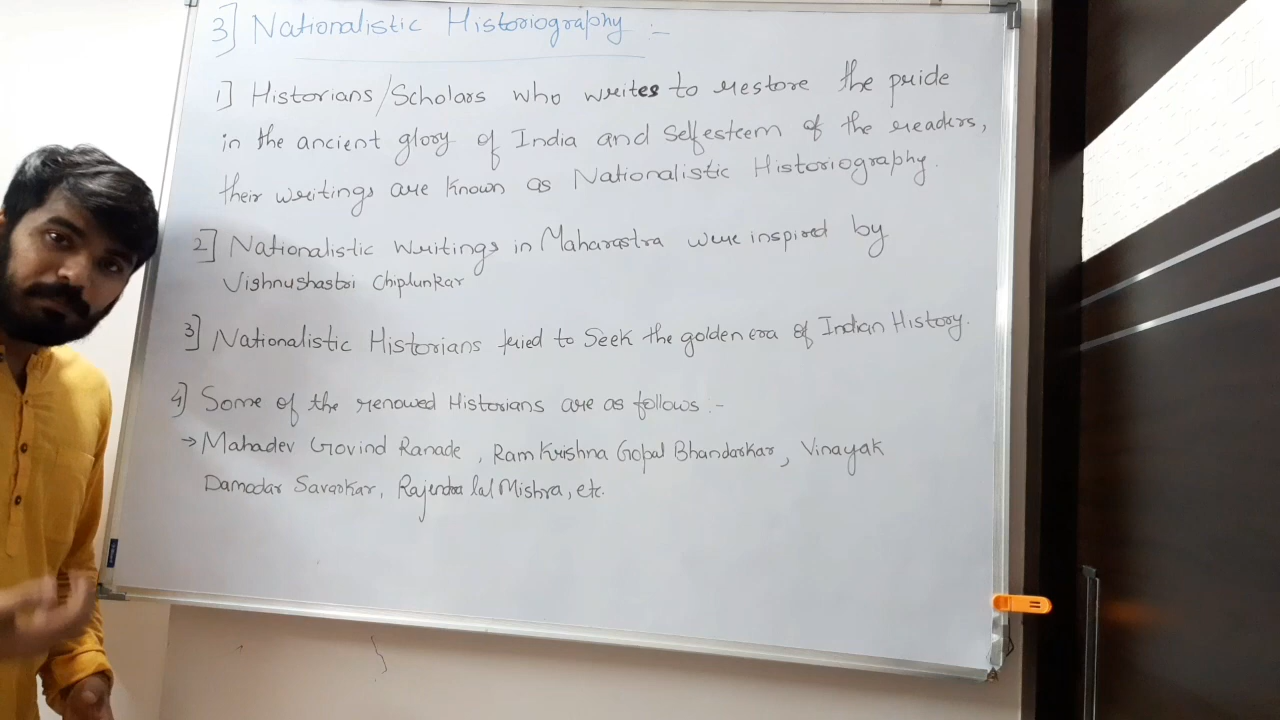 3] Nationalistic Historiography :-
1] Historians/Scholars who writes to restore the pride
in the ancient glory of India and Selfesteem of the readers,
their writings are known as Nationalistic Historiography.
2] Nationalistic writings in Maharastra were inspired by
Vishnushastri Chiplunkar
3] Nationalistic Historians tried to Seek the golden era of Indian History.
4] Some of the renowed Historians are as follows :-
→ Mahadev Govind Ranade, Ram Krishna Gopal Bhandarkar, Vinayak
Damodar Savarkar, Rajendra lal Mishra, etc.